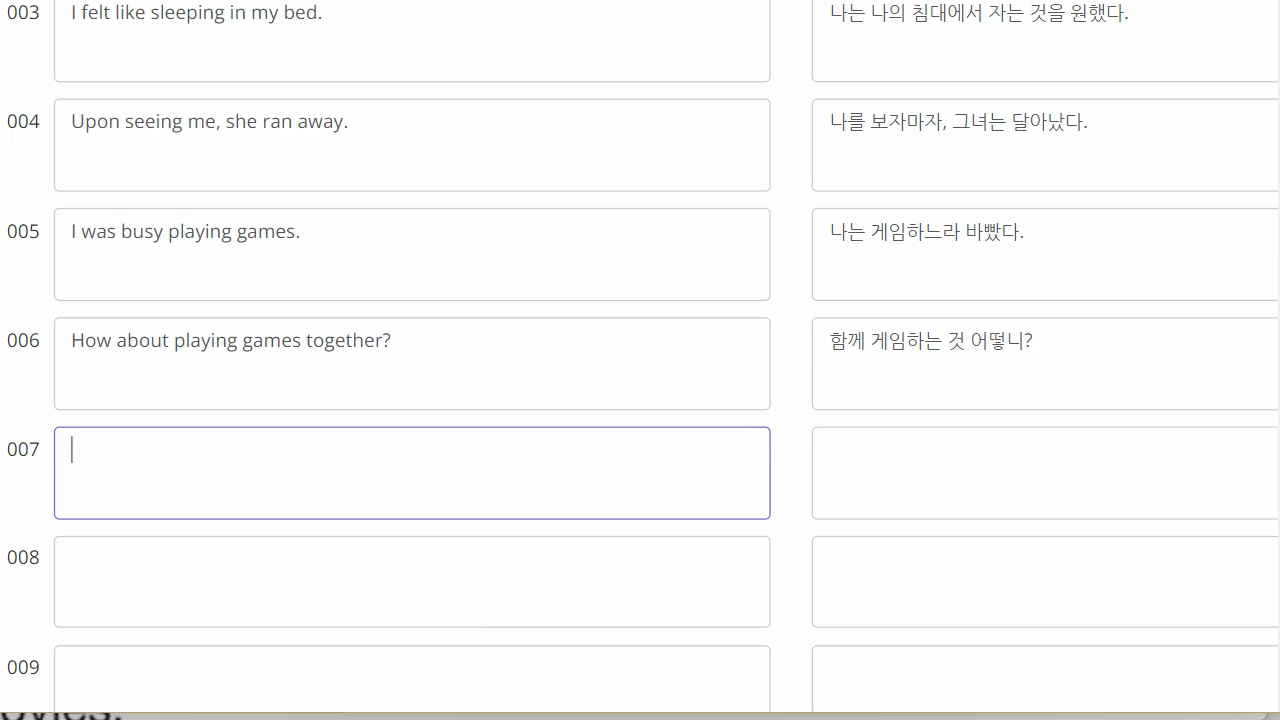 003 I felt like sleeping in my bed. 나는 나의 침대에서 자는 것을 원했다.
004 Upon seeing me, she ran away. 나를 보자마자, 그녀는 달아났다.
005 I was busy playing games. 나는 게임하느라 바빴다.
006 How about playing games together? 함께 게임하는 것 어떻니?
007
008
009